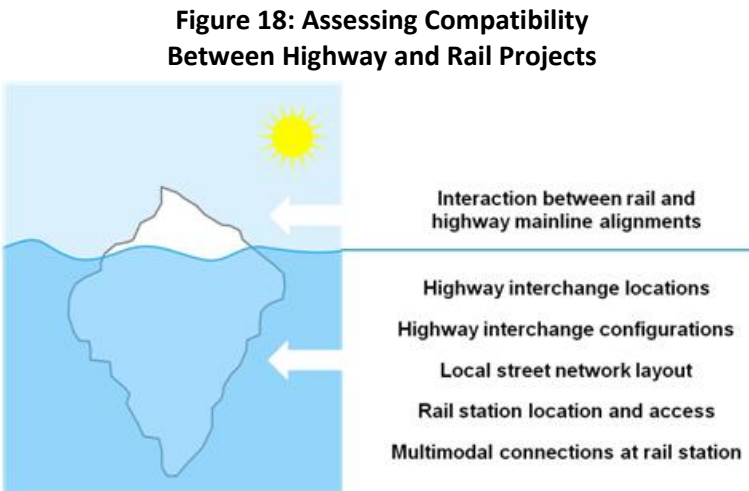 Figure 18: Assessing Compatibility
Between Highway and Rail Projects
Interaction between rail and
highway mainline alignments
Highway interchange locations
Highway interchange configurations
Local street network layout
Rail station location and access
Multimodal connections at rail station